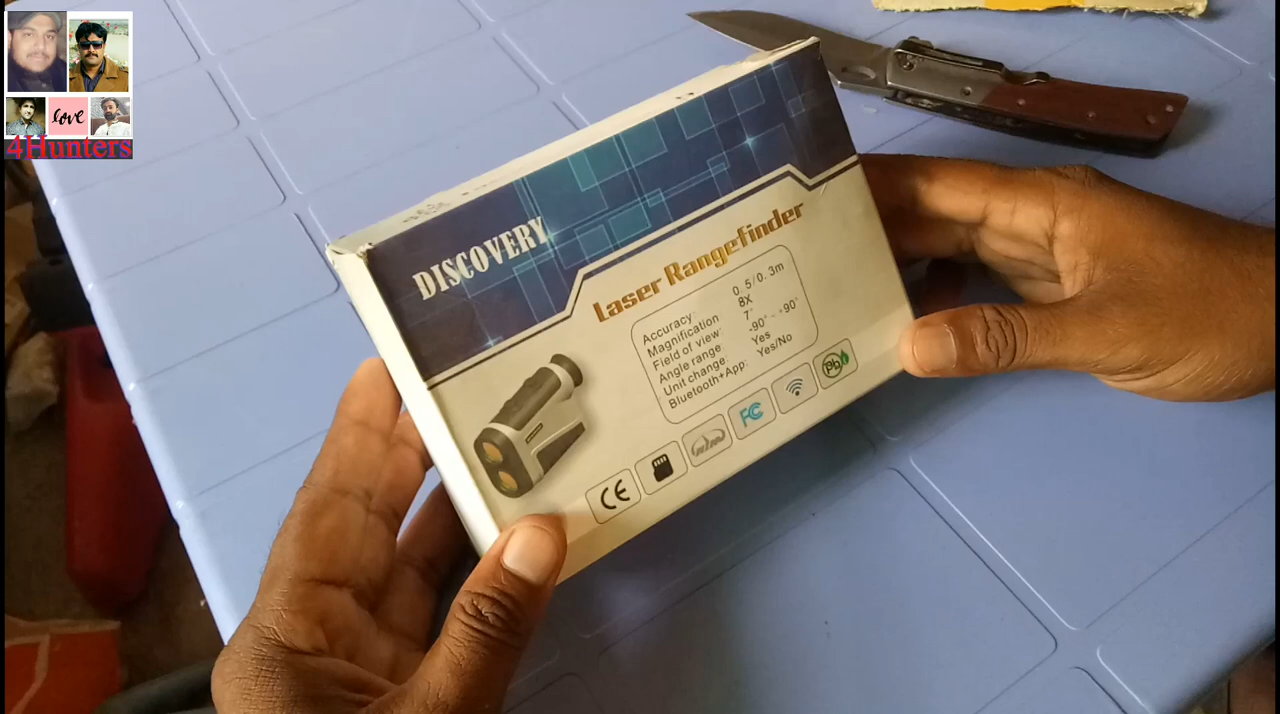 love
4Hunters
DISCOVERY
Laser Rangefinder
Accuracy: 0.5/0.3m
Magnification 8X
Field of view: 7°
Angle range: -90°~+90°
Unit change: Yes
Bluetooth+App: Yes/No
CE
FC
Pb